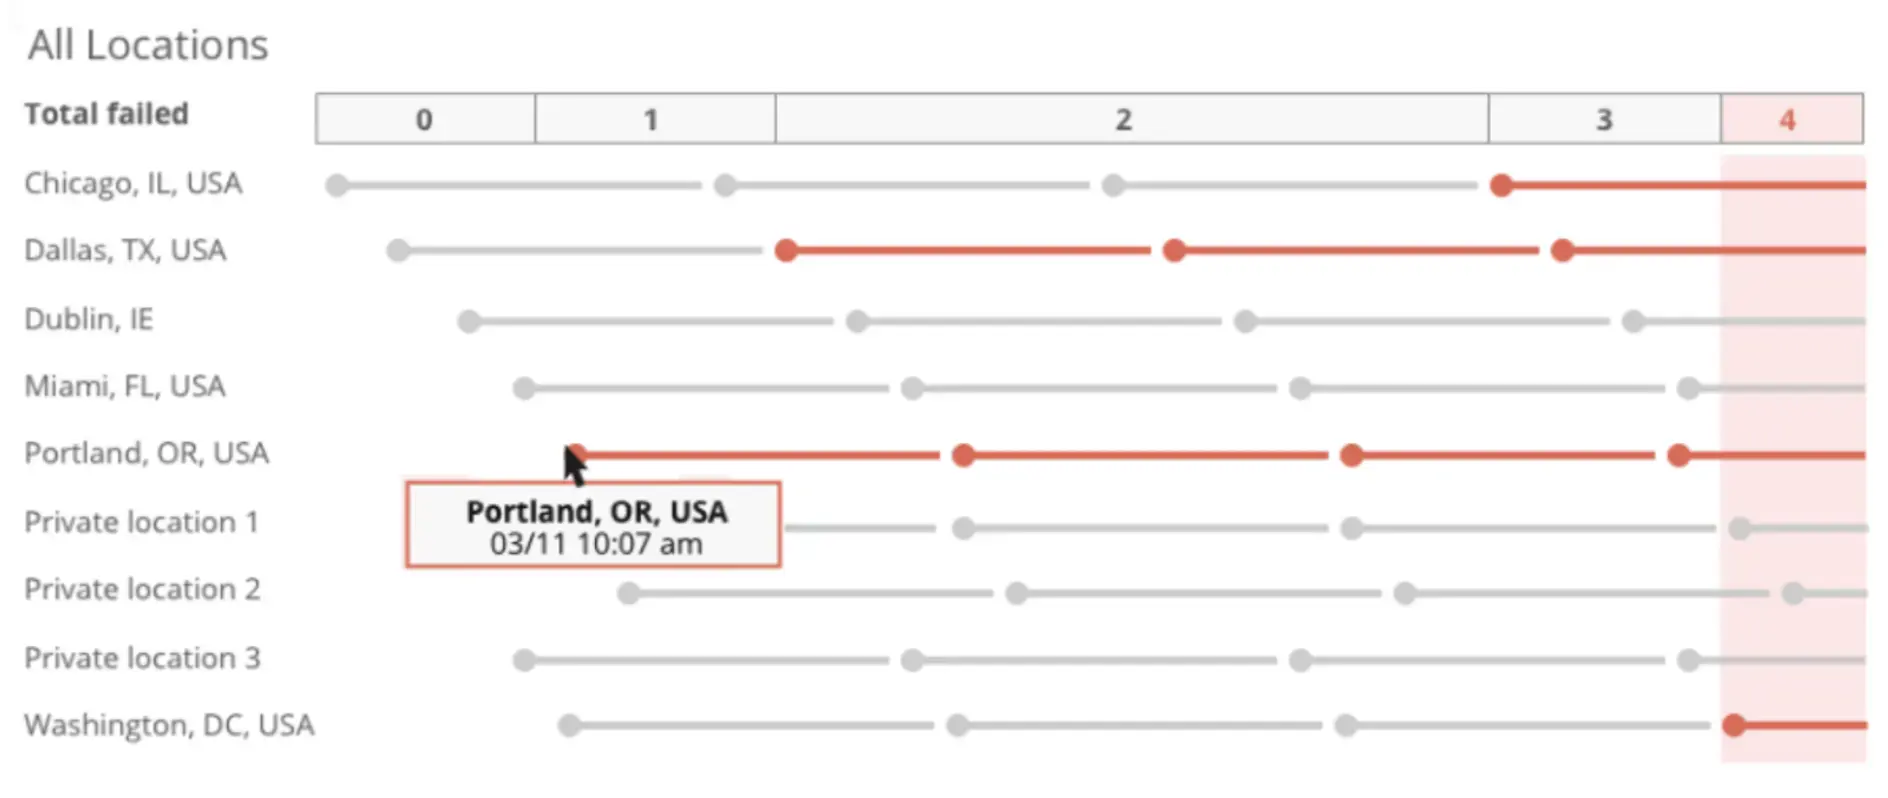 All Locations
Total failed 0 1 2 3 4
Chicago, IL, USA
Dallas, TX, USA
Dublin, IE
Miami, FL, USA
Portland, OR, USA
Portland, OR, USA
03/11 10:07 am
Private location 1
Private location 2
Private location 3
Washington, DC, USA